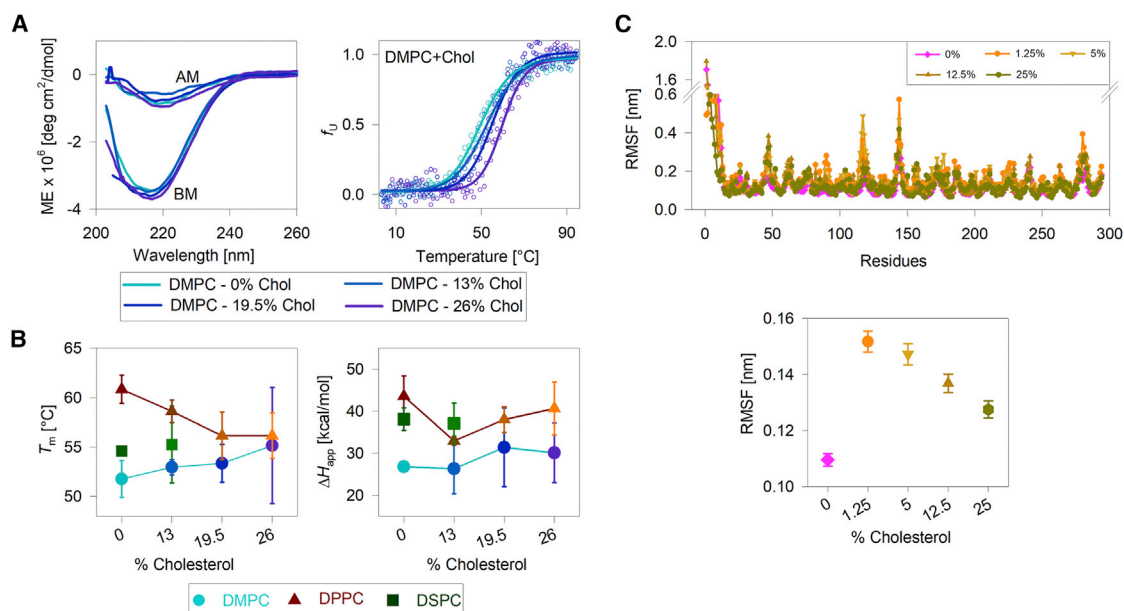 A
ME x 10⁶ [deg cm²/dmol]
0
-2
-4
AM
BM
200
220
240
260
Wavelength [nm]
DMPC+Chol
fU
1.0
0.5
0.0
10
50
90
Temperature [°C]
DMPC - 0% Chol
DMPC - 13% Chol
DMPC - 19.5% Chol
DMPC - 26% Chol
B
Tm [°C]
65
60
55
50
0
13
19.5
26
% Cholesterol
ΔHapp [kcal/mol]
50
40
30
20
0
13
19.5
26
% Cholesterol
DMPC
DPPC
DSPC
C
RMSF [nm]
2.0
1.6
0.6
0.4
0.2
0.0
0%
1.25%
5%
12.5%
25%
0
50
100
150
200
250
300
Residues
RMSF [nm]
0.16
0.14
0.12
0.10
0
1.25
5
12.5
25
% Cholesterol